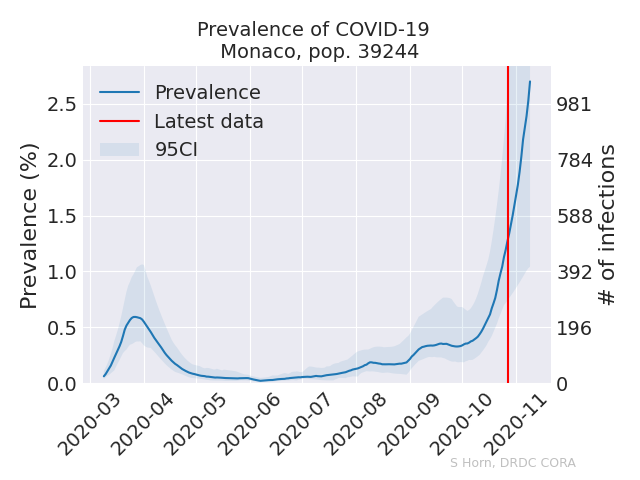 Prevalence of COVID-19
Monaco, pop. 39244
Prevalence
Latest data
95CI
Prevalence (%)
2.5
2.0
1.5
1.0
0.5
0.0
981
784
588
392
196
0
# of infections
2020-03
2020-04
2020-05
2020-06
2020-07
2020-08
2020-09
2020-10
2020-11
S Horn, DRDC CORA